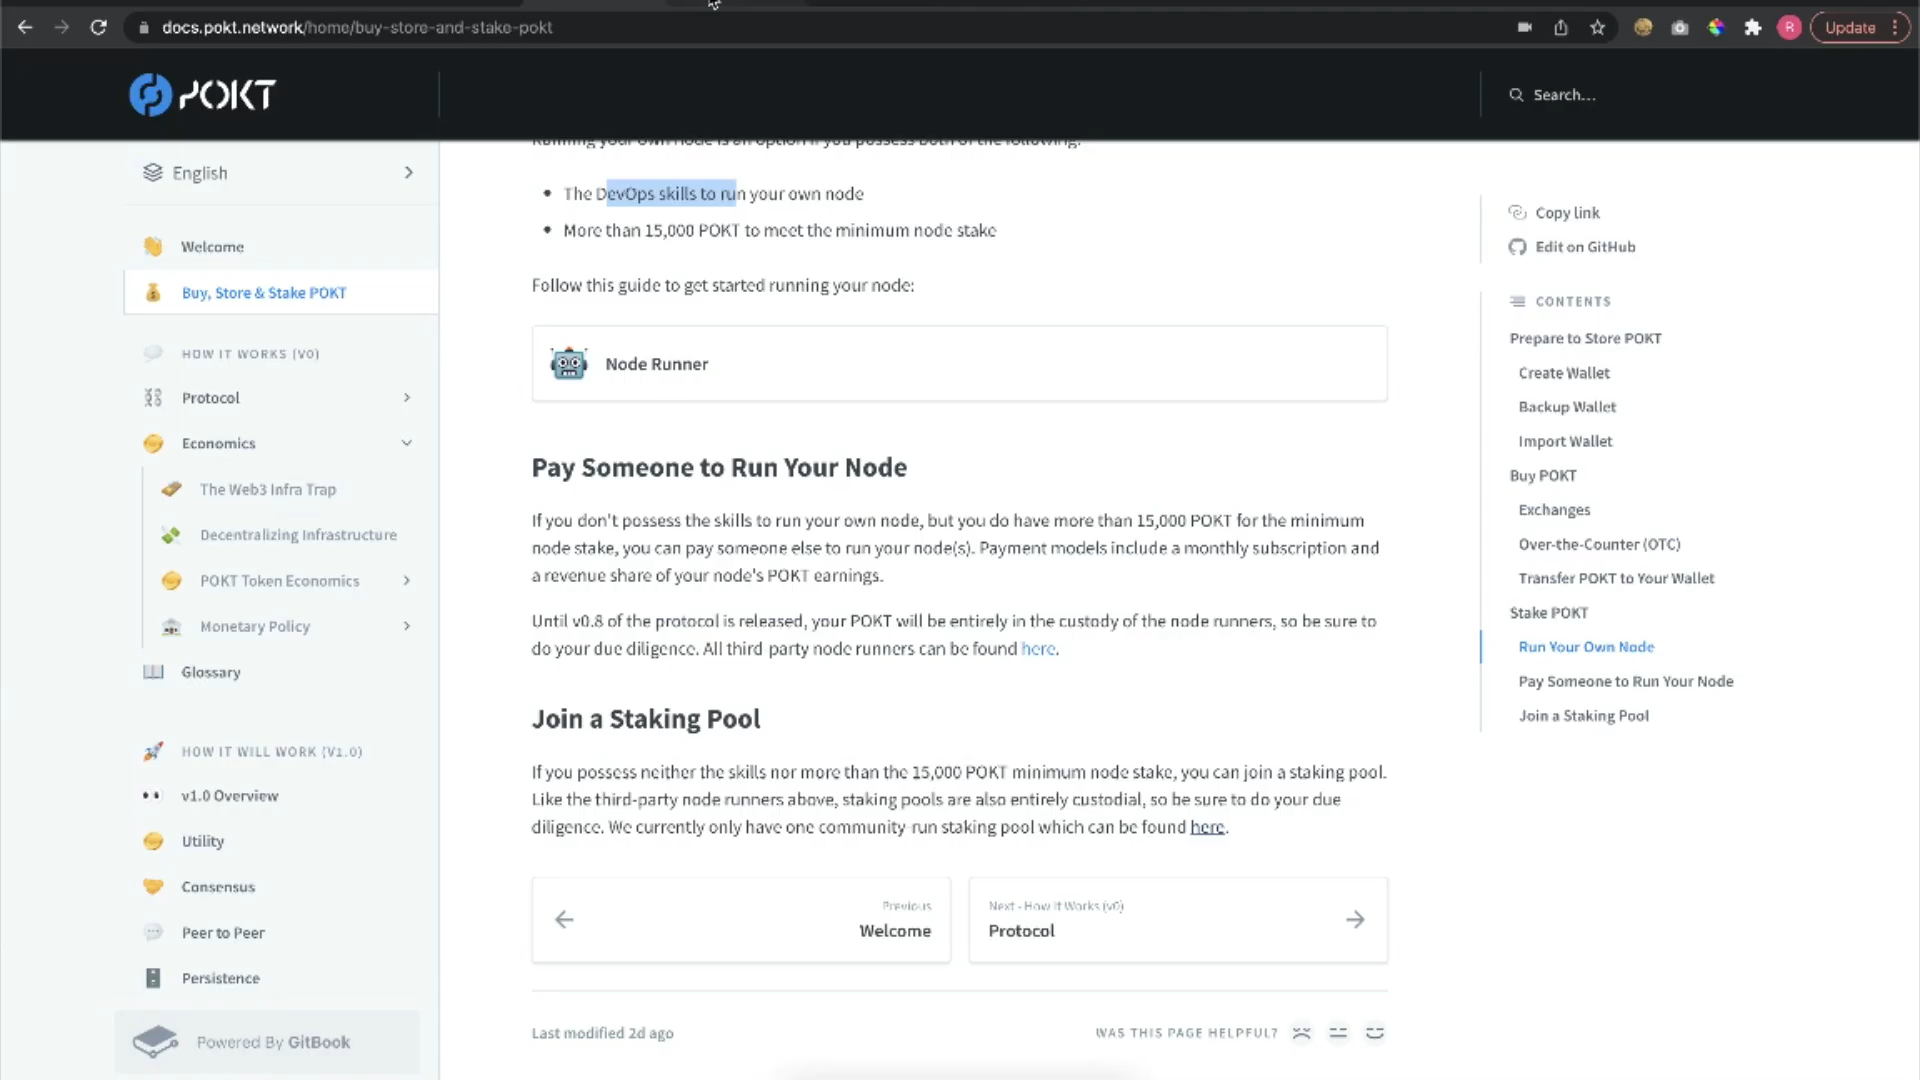 docs.pokt.network/home/buy-store-and-stake-pokt
R
Update
POKT
Search...
English
Welcome
Buy, Store & Stake POKT
HOW IT WORKS (V0)
Protocol
Economics
The Web3 Infra Trap
Decentralizing Infrastructure
POKT Token Economics
Monetary Policy
Glossary
HOW IT WILL WORK (V1.0)
v1.0 Overview
Utility
Consensus
Peer to Peer
Persistence
Powered By GitBook
Running your own node is an option if you possess both of the following:
• The DevOps skills to run your own node
• More than 15,000 POKT to meet the minimum node stake
Follow this guide to get started running your node:
Node Runner
Pay Someone to Run Your Node
If you don't possess the skills to run your own node, but you do have more than 15,000 POKT for the minimum
node stake, you can pay someone else to run your node(s). Payment models include a monthly subscription and
a revenue share of your node's POKT earnings.
Until v0.8 of the protocol is released, your POKT will be entirely in the custody of the node runners, so be sure to
do your due diligence. All third-party node runners can be found here.
Join a Staking Pool
If you possess neither the skills nor more than the 15,000 POKT minimum node stake, you can join a staking pool.
Like the third-party node runners above, staking pools are also entirely custodial, so be sure to do your due
diligence. We currently only have one community-run staking pool which can be found here.
Previous
Welcome
Next - How It Works (v0)
Protocol
Last modified 2d ago
WAS THIS PAGE HELPFUL?
Copy link
Edit on GitHub
CONTENTS
Prepare to Store POKT
Create Wallet
Backup Wallet
Import Wallet
Buy POKT
Exchanges
Over-the-Counter (OTC)
Transfer POKT to Your Wallet
Stake POKT
Run Your Own Node
Pay Someone to Run Your Node
Join a Staking Pool